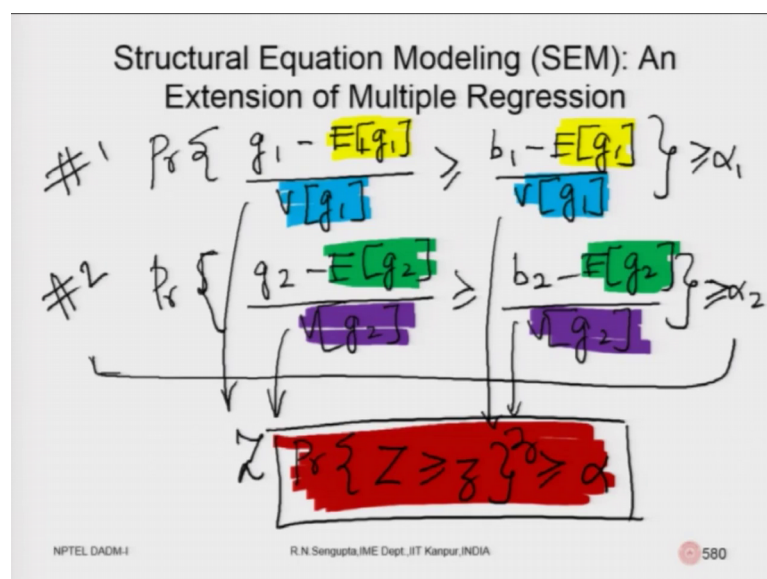 Structural Equation Modeling (SEM): An
Extension of Multiple Regression
#1 Pr{ g₁ - E[g₁] / V[g₁] ≥ b₁ - E[g₁] / V[g₁] } ≥ α₁
#2 Pr{ g₂ - E[g₂] / V[g₂] ≥ b₂ - E[g₂] / V[g₂] } ≥ α₂
Z Pr{ Z ≥ z } ≥ α
NPTEL DADM-I R.N.Sengupta,IME Dept.,IIT Kanpur,INDIA 580